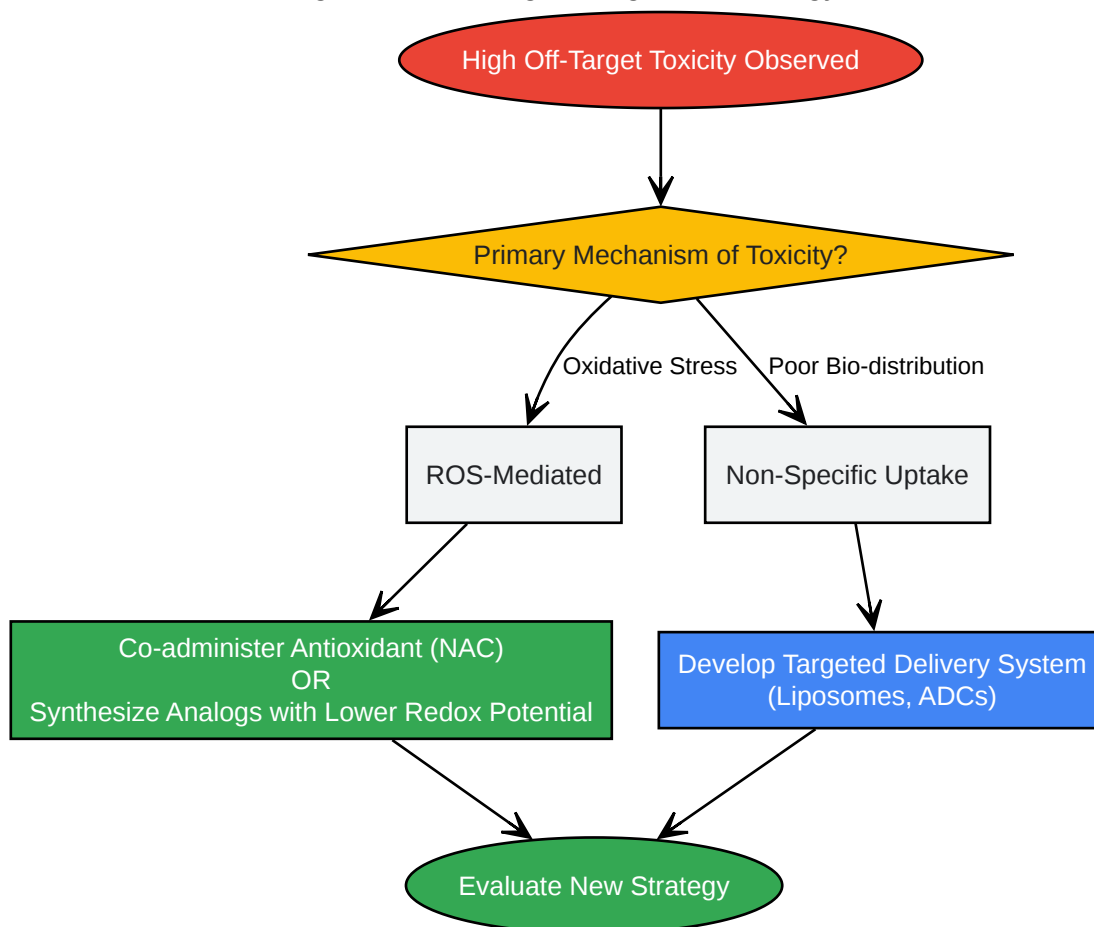 High Off-Target Toxicity Observed
Primary Mechanism of Toxicity?
Oxidative Stress
Poor Bio-distribution
ROS-Mediated
Non-Specific Uptake
Co-administer Antioxidant (NAC)
OR
Synthesize Analogs with Lower Redox Potential
Develop Targeted Delivery System
(Liposomes, ADCs)
Evaluate New Strategy